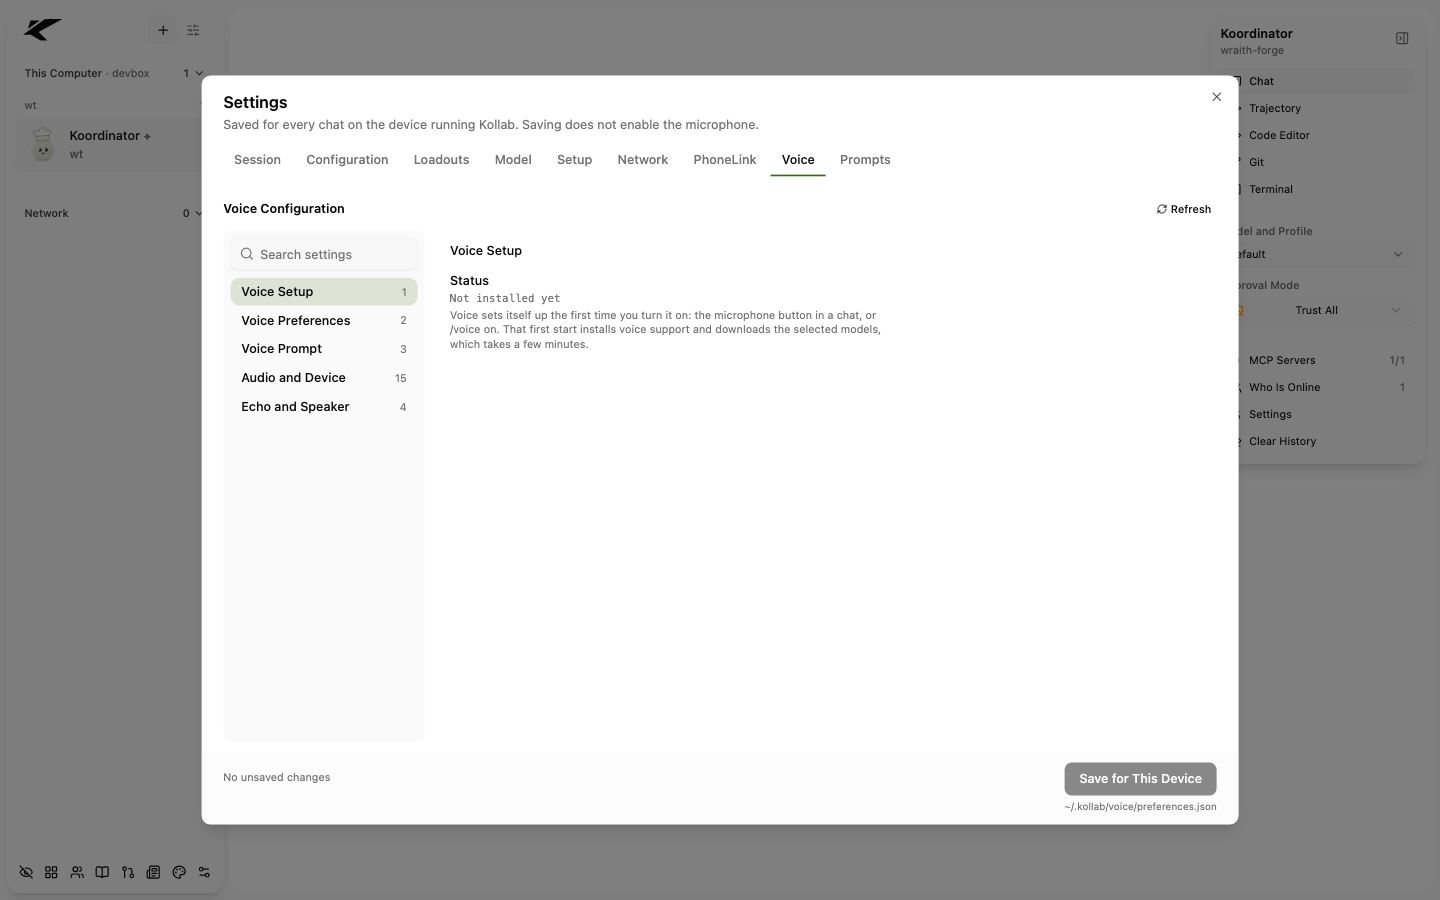 This Computer · devbox 1
wt
Koordinator
wt
Network 0
Settings
Saved for every chat on the device running Kollab. Saving does not enable the microphone.
Session Configuration Loadouts Model Setup Network PhoneLink Voice Prompts
Voice Configuration
Refresh
Search settings
Voice Setup 1
Voice Preferences 2
Voice Prompt 3
Audio and Device 15
Echo and Speaker 4
Voice Setup
Status
Not installed yet
Voice sets itself up the first time you turn it on: the microphone button in a chat, or
/voice on. That first start installs voice support and downloads the selected models,
which takes a few minutes.
No unsaved changes
Save for This Device
~/.kollab/voice/preferences.json
Koordinator
wraith-forge
Chat
Trajectory
Code Editor
Git
Terminal
del and Profile
efault
roval Mode
Trust All
MCP Servers 1/1
Who Is Online 1
Settings
Clear History